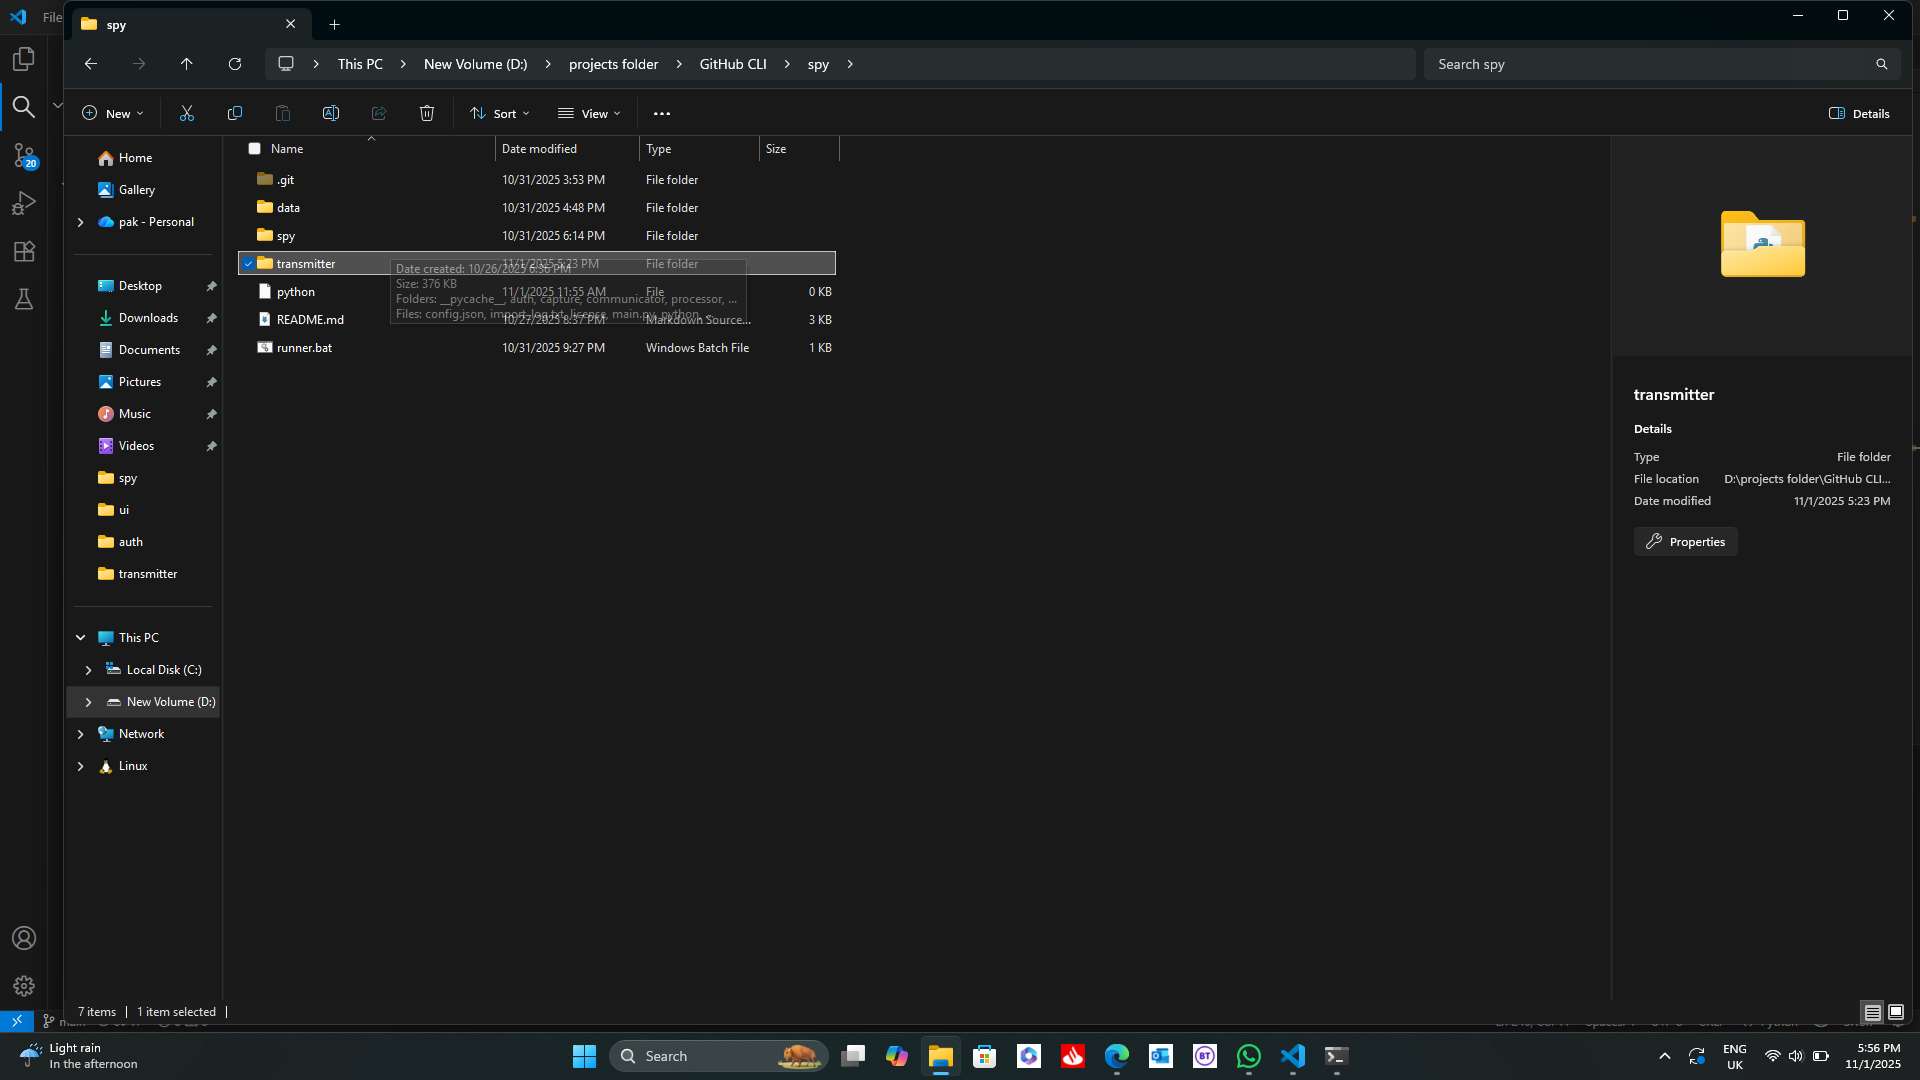 File
spy
This PC
New Volume (D:)
projects folder
GitHub CLI
spy
Search spy
New
Sort
View
Details
20
Home
Gallery
pak - Personal
Desktop
Downloads
Documents
Pictures
Music
Videos
spy
ui
auth
transmitter
This PC
Local Disk (C:)
New Volume (D:)
Network
Linux
Name Date modified Type Size
.git 10/31/2025 3:53 PM File folder
data 10/31/2025 4:48 PM File folder
spy 10/31/2025 6:14 PM File folder
transmitter 11/1/2025 5:23 PM File folder
python 11/1/2025 11:55 AM File 0 KB
README.md 10/27/2025 8:37 PM Markdown Source... 3 KB
runner.bat 10/31/2025 9:27 PM Windows Batch File 1 KB
Date created: 10/26/2025 6:36 PM
Size: 376 KB
Folders: __pycache__, auth, capture, communicator, processor, ...
Files: config.json, import_log.txt, licence, main.py, python, ...
transmitter
Details
Type File folder
File location D:\projects folder\GitHub CLI...
Date modified 11/1/2025 5:23 PM
Properties
7 items
1 item selected
Light rain
In the afternoon
Search
BT
ENG
UK
5:56 PM
11/1/2025